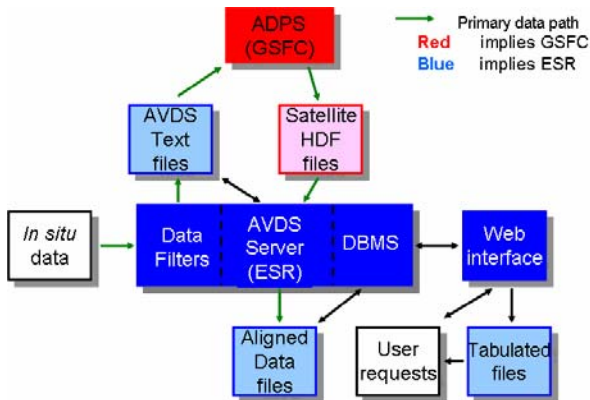 ADPS
(GSFC)
Primary data path
Red implies GSFC
Blue implies ESR
AVDS
Text
files
Satellite
HDF
files
In situ
data
Data
Filters
AVDS
Server
(ESR)
DBMS
Web
interface
Aligned
Data
files
User
requests
Tabulated
files